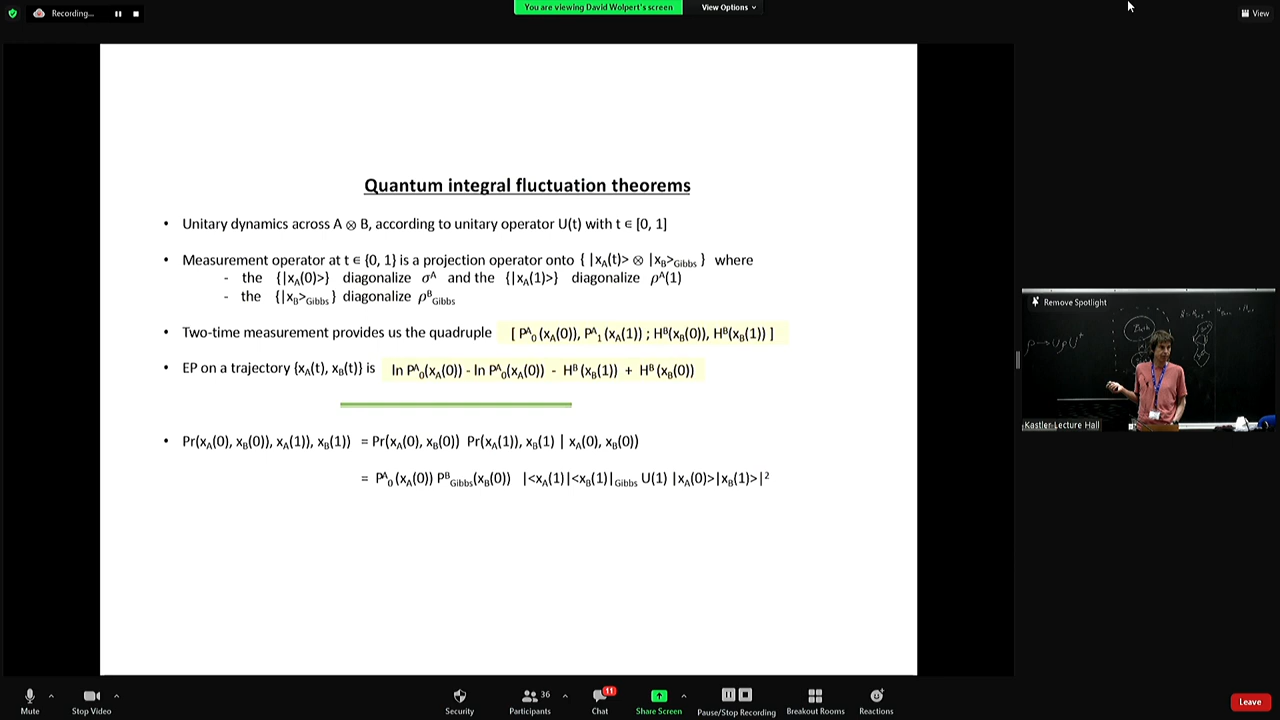 Recording...
You are viewing David Wolpert's screen
View Options
View
Quantum integral fluctuation theorems
• Unitary dynamics across A ⊗ B, according to unitary operator U(t) with t ∈ [0, 1]
• Measurement operator at t ∈ {0, 1} is a projection operator onto { |x_A(t)> ⊗ |x_B>_Gibbs } where
- the {|x_A(0)>} diagonalize σ^A and the {|x_A(1)>} diagonalize ρ^A(1)
- the {|x_B>_Gibbs} diagonalize ρ^B_Gibbs
• Two-time measurement provides us the quadruple [ P^A_0(x_A(0)), P^A_1(x_A(1)) ; H^B(x_B(0)), H^B(x_B(1)) ]
• EP on a trajectory {x_A(t), x_B(t)} is ln P^A_0(x_A(0)) - ln P^A_0(x_A(0)) - H^B(x_B(1)) + H^B(x_B(0))
• Pr(x_A(0), x_B(0)), x_A(1)), x_B(1)) = Pr(x_A(0), x_B(0)) Pr(x_A(1)), x_B(1) | x_A(0), x_B(0))
= P^A_0(x_A(0)) P^B_Gibbs(x_B(0)) |<x_A(1)|<x_B(1)|_Gibbs U(1) |x_A(0)>|x_B(1)>|^2
Remove Spotlight
Kastler Lecture Hall
Mute
Stop Video
Security
Participants
36
Chat
11
Share Screen
Pause/Stop Recording
Breakout Rooms
Reactions
Leave